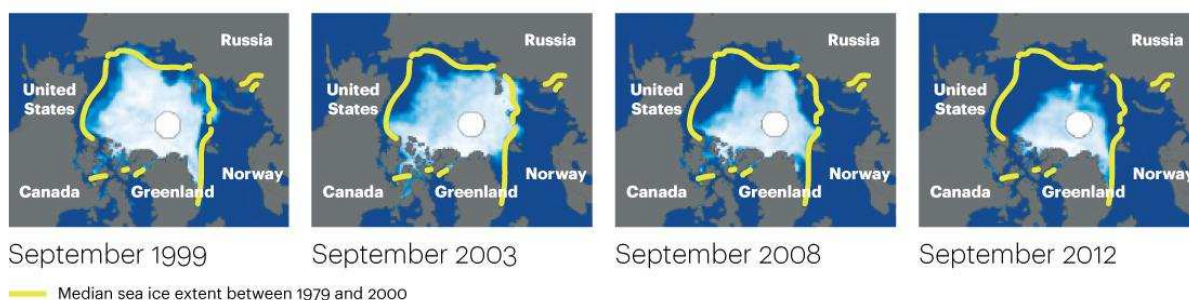 Russia
United
States
Canada
Greenland
Norway
September 1999
Russia
United
States
Canada
Greenland
Norway
September 2003
Russia
United
States
Canada
Greenland
Norway
September 2008
Russia
United
States
Canada
Greenland
Norway
September 2012
Median sea ice extent between 1979 and 2000